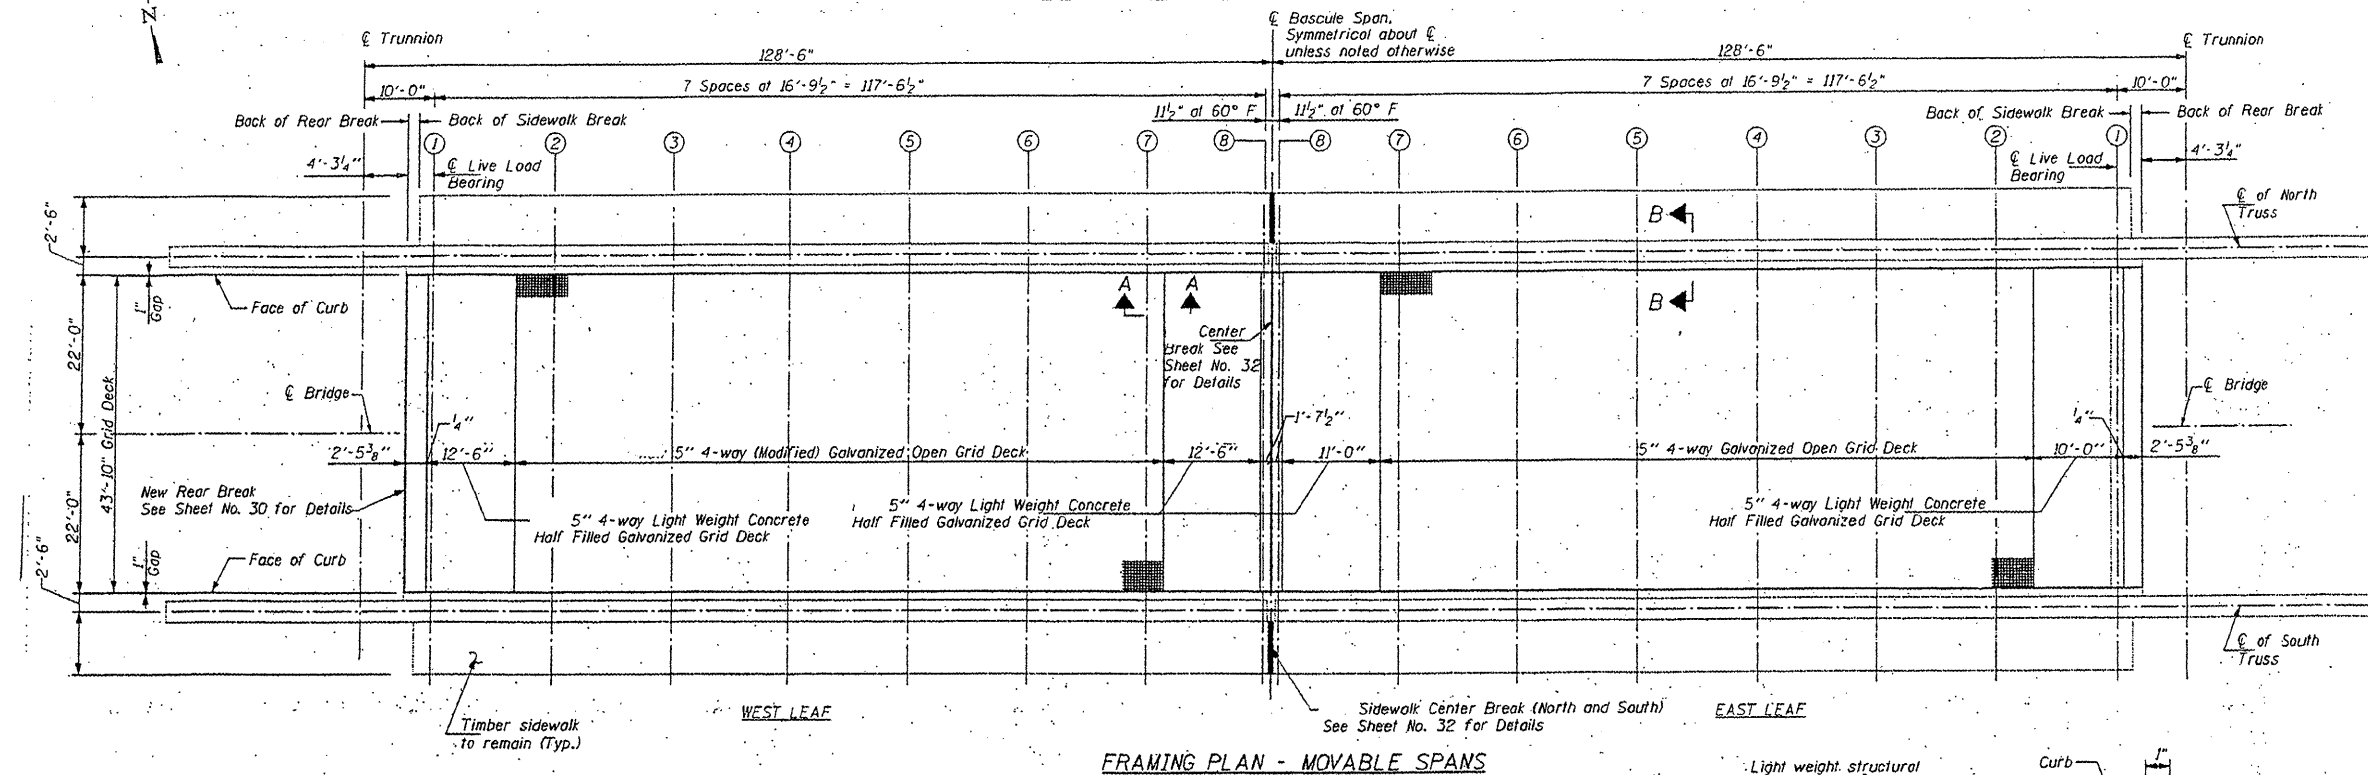 Z
℄ Trunnion
128'-6"
℄ Bascule Span,
Symmetrical about ℄
unless noted otherwise
128'-6"
℄ Trunnion
10'-0"
7 Spaces at 16'-9½" = 117'-6½"
7 Spaces at 16'-9½" = 117'-6½"
10'-0"
11½" at 60° F
11½" at 60° F
Back of Rear Break
Back of Sidewalk Break
Back of Sidewalk Break
Back of Rear Break
1 2 3 4 5 6 7 8 8 7 6 5 4 3 2 1
4'-3¼"
℄ Live Load
Bearing
℄ Live Load
Bearing
4'-3¼"
℄ of North
Truss
2'-6"
B
A A
B
1"
Gap
Face of Curb
22'-0"
43'-10" Grid Deck
Center
Break See
Sheet No. 32
for Details
℄ Bridge
℄ Bridge
¼"
1'-7½"
¼"
2'-5⅜"
12'-6"
5" 4-way (Modified) Galvanized Open Grid Deck
12'-6"
11'-0"
5" 4-way Galvanized Open Grid Deck
10'-0"
2'-5⅜"
New Rear Break
See Sheet No. 30 for Details
5" 4-way Light Weight Concrete
Half Filled Galvanized Grid Deck
5" 4-way Light Weight Concrete
Half Filled Galvanized Grid Deck
5" 4-way Light Weight Concrete
Half Filled Galvanized Grid Deck
22'-0"
1"
Gap
Face of Curb
2'-6"
℄ of South
Truss
2
Timber sidewalk
to remain (Typ.)
WEST LEAF
Sidewalk Center Break (North and South)
See Sheet No. 32 for Details
EAST LEAF
FRAMING PLAN - MOVABLE SPANS
Light weight structural
Curb
1"